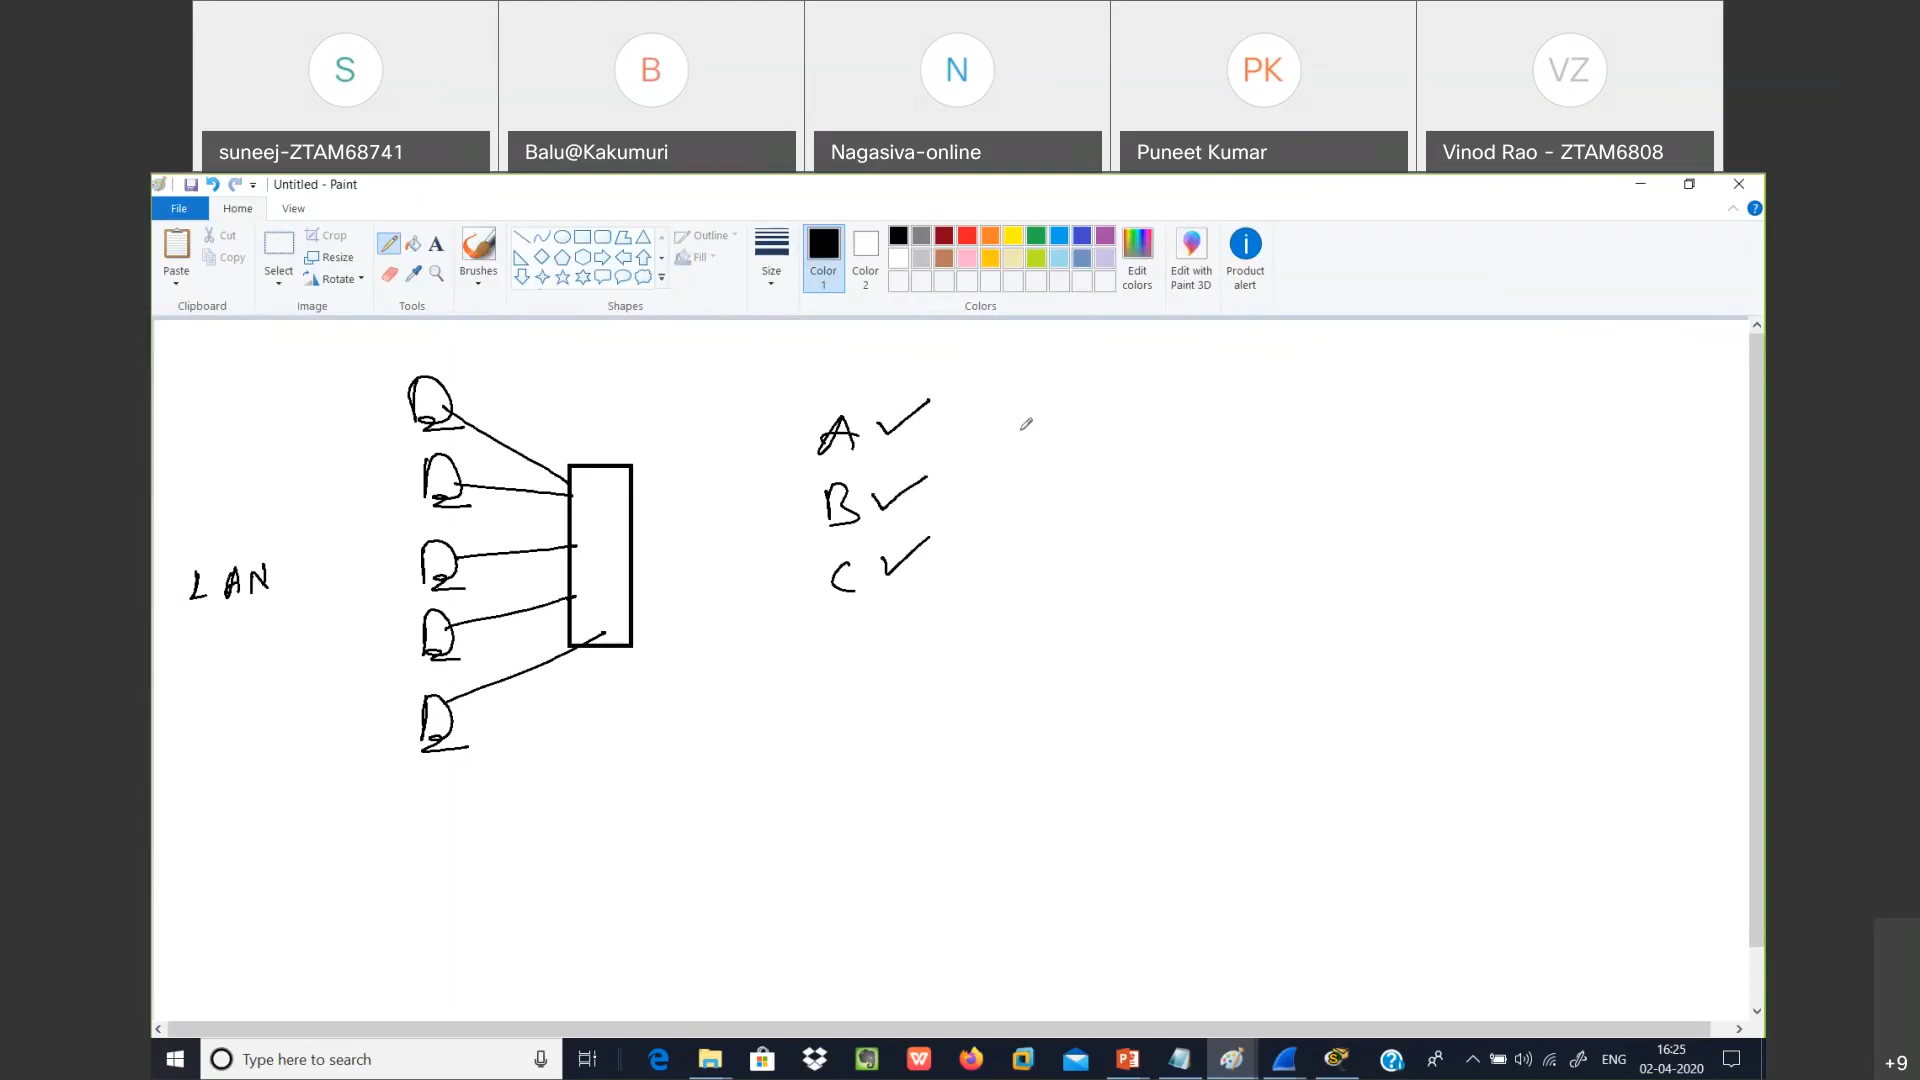 S B N PK VZ
suneej-ZTAM68741 Balu@Kakumuri Nagasiva-online Puneet Kumar Vinod Rao - ZTAM6808
Untitled - Paint
File Home View
Paste
Cut
Copy
Clipboard
Select
Crop
Resize
Rotate
Image
A
Tools
Brushes
Outline
Fill
Shapes
Size
Color 1
Color 2
Colors
Edit colors
Edit with Paint 3D
Product alert
A
B
C
LAN
Type here to search
ENG
16:25
02-04-2020
+9